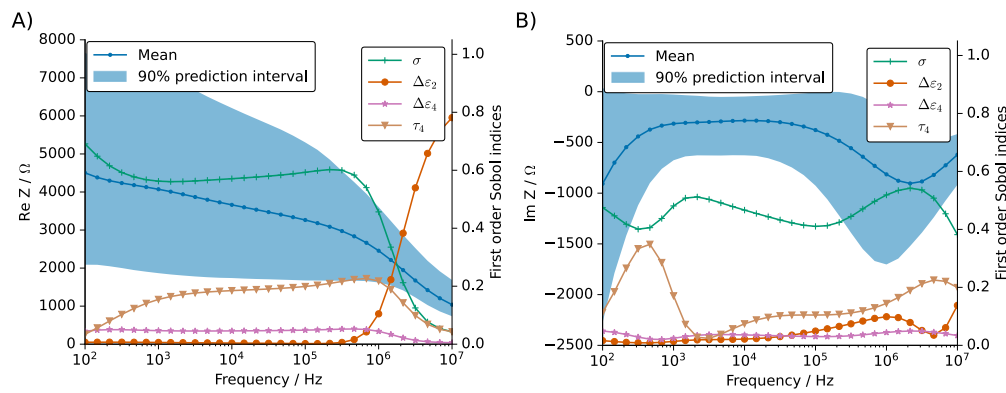 A)
Mean
90% prediction interval
σ
Δε₂
Δε₄
τ₄
8000
7000
6000
5000
4000
3000
2000
1000
0
Re Z / Ω
1.0
0.8
0.6
0.4
0.2
0.0
First order Sobol indices
10² 10³ 10⁴ 10⁵ 10⁶ 10⁷
Frequency / Hz
B)
Mean
90% prediction interval
σ
Δε₂
Δε₄
τ₄
500
0
−500
−1000
−1500
−2000
−2500
Im Z / Ω
1.0
0.8
0.6
0.4
0.2
0.0
First order Sobol indices
10² 10³ 10⁴ 10⁵ 10⁶ 10⁷
Frequency / Hz